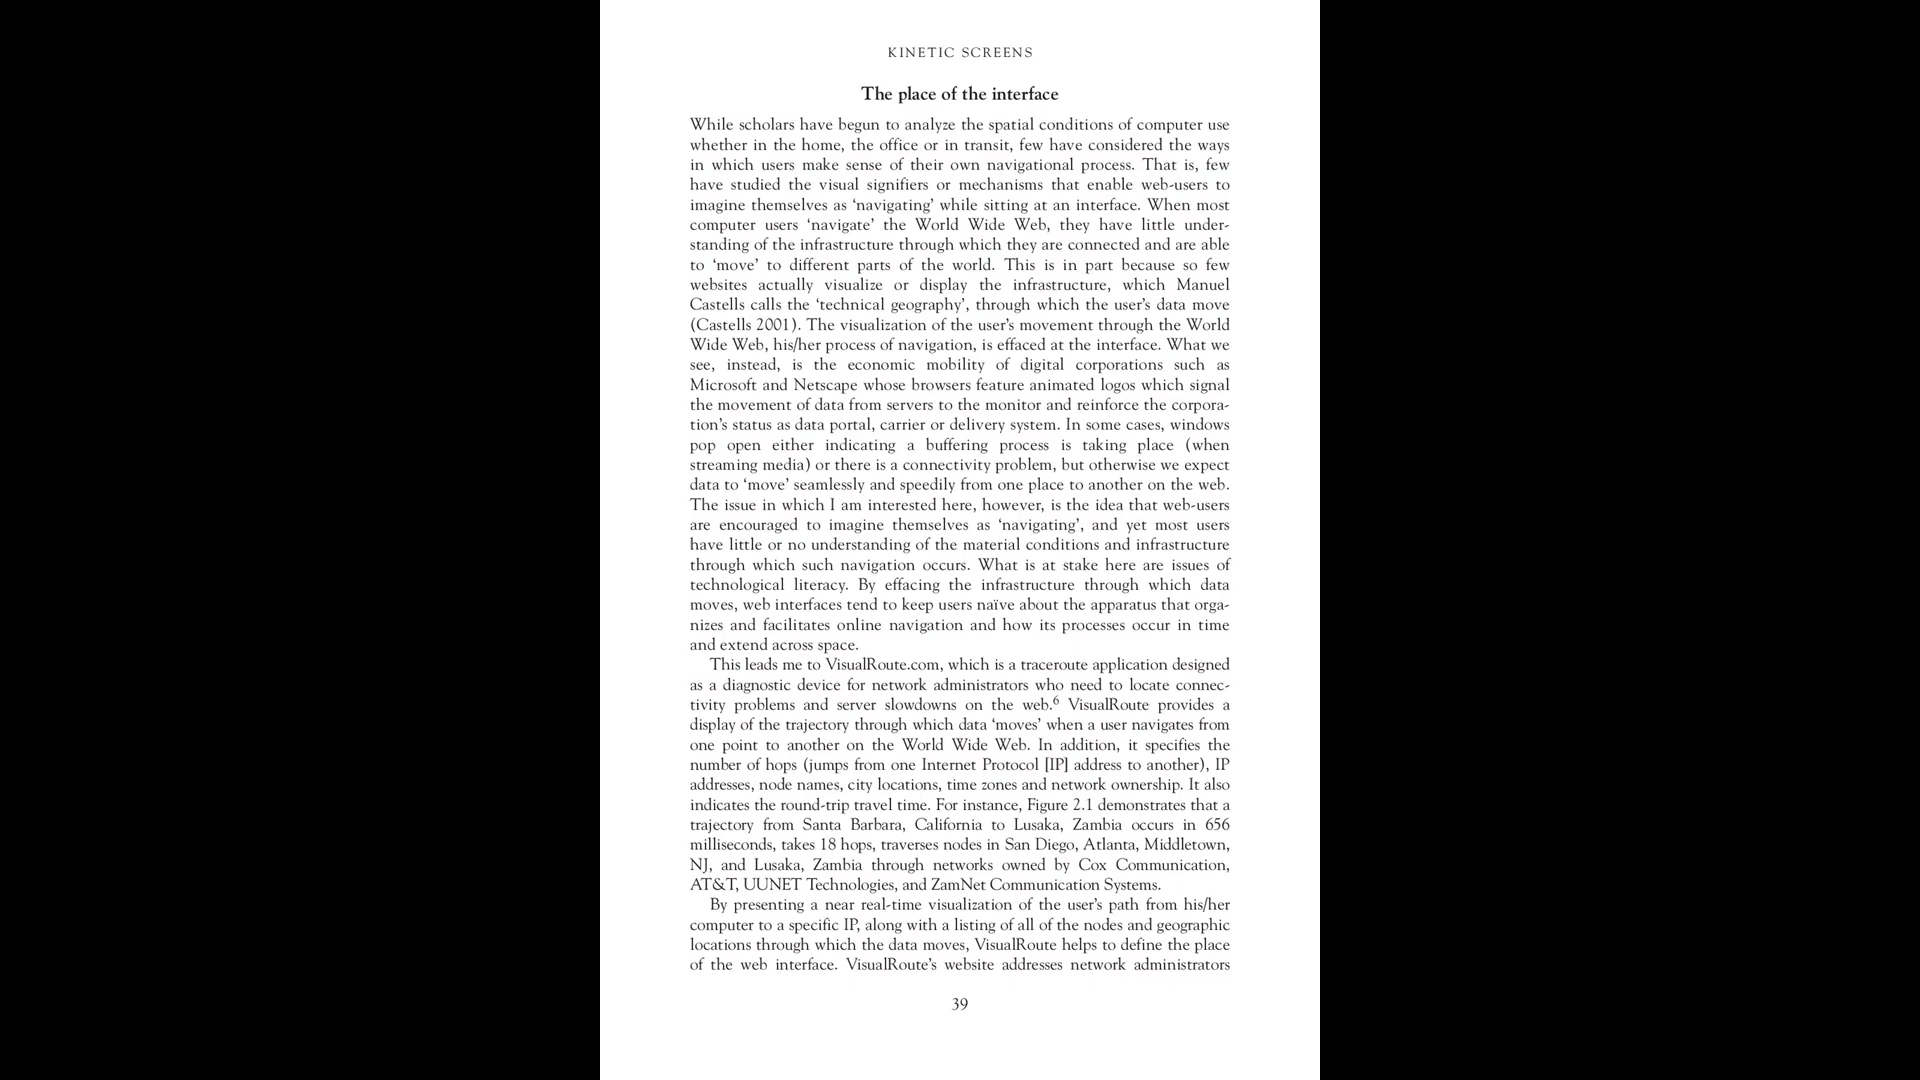 KINETIC SCREENS
The place of the interface
While scholars have begun to analyze the spatial conditions of computer use
whether in the home, the office or in transit, few have considered the ways
in which users make sense of their own navigational process. That is, few
have studied the visual signifiers or mechanisms that enable web-users to
imagine themselves as ‘navigating’ while sitting at an interface. When most
computer users ‘navigate’ the World Wide Web, they have little under-
standing of the infrastructure through which they are connected and are able
to ‘move’ to different parts of the world. This is in part because so few
websites actually visualize or display the infrastructure, which Manuel
Castells calls the ‘technical geography’, through which the user’s data move
(Castells 2001). The visualization of the user’s movement through the World
Wide Web, his/her process of navigation, is effaced at the interface. What we
see, instead, is the economic mobility of digital corporations such as
Microsoft and Netscape whose browsers feature animated logos which signal
the movement of data from servers to the monitor and reinforce the corpora-
tion’s status as data portal, carrier or delivery system. In some cases, windows
pop open either indicating a buffering process is taking place (when
streaming media) or there is a connectivity problem, but otherwise we expect
data to ‘move’ seamlessly and speedily from one place to another on the web.
The issue in which I am interested here, however, is the idea that web-users
are encouraged to imagine themselves as ‘navigating’, and yet most users
have little or no understanding of the material conditions and infrastructure
through which such navigation occurs. What is at stake here are issues of
technological literacy. By effacing the infrastructure through which data
moves, web interfaces tend to keep users naïve about the apparatus that orga-
nizes and facilitates online navigation and how its processes occur in time
and extend across space.
This leads me to VisualRoute.com, which is a traceroute application designed
as a diagnostic device for network administrators who need to locate connec-
tivity problems and server slowdowns on the web.⁶ VisualRoute provides a
display of the trajectory through which data ‘moves’ when a user navigates from
one point to another on the World Wide Web. In addition, it specifies the
number of hops (jumps from one Internet Protocol [IP] address to another), IP
addresses, node names, city locations, time zones and network ownership. It also
indicates the round-trip travel time. For instance, Figure 2.1 demonstrates that a
trajectory from Santa Barbara, California to Lusaka, Zambia occurs in 656
milliseconds, takes 18 hops, traverses nodes in San Diego, Atlanta, Middletown,
NJ, and Lusaka, Zambia through networks owned by Cox Communication,
AT&T, UUNET Technologies, and ZamNet Communication Systems.
By presenting a near real-time visualization of the user’s path from his/her
computer to a specific IP, along with a listing of all of the nodes and geographic
locations through which the data moves, VisualRoute helps to define the place
of the web interface. VisualRoute’s website addresses network administrators
39